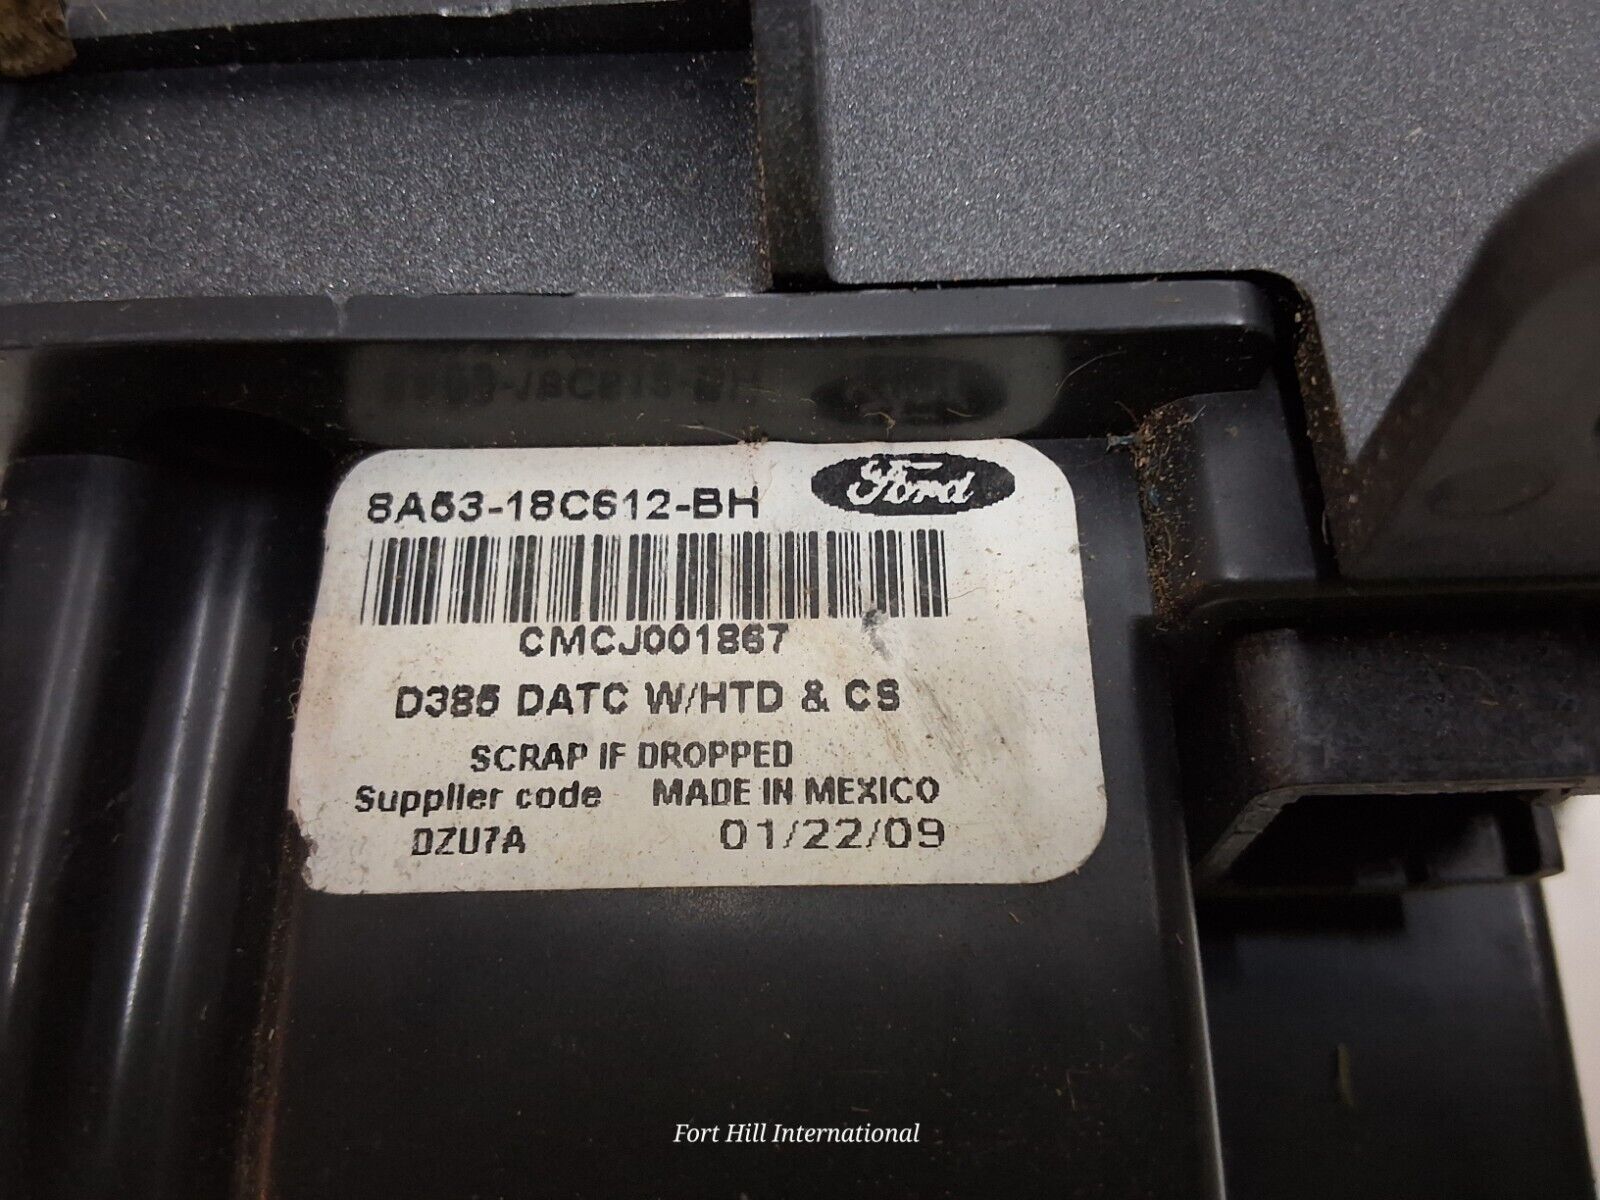 8A53-18C612-BH
Ford
CMCJ001867
D385 DATC W/HTD & CS
SCRAP IF DROPPED
Supplier code MADE IN MEXICO
DZU7A 01/22/09
Fort Hill International